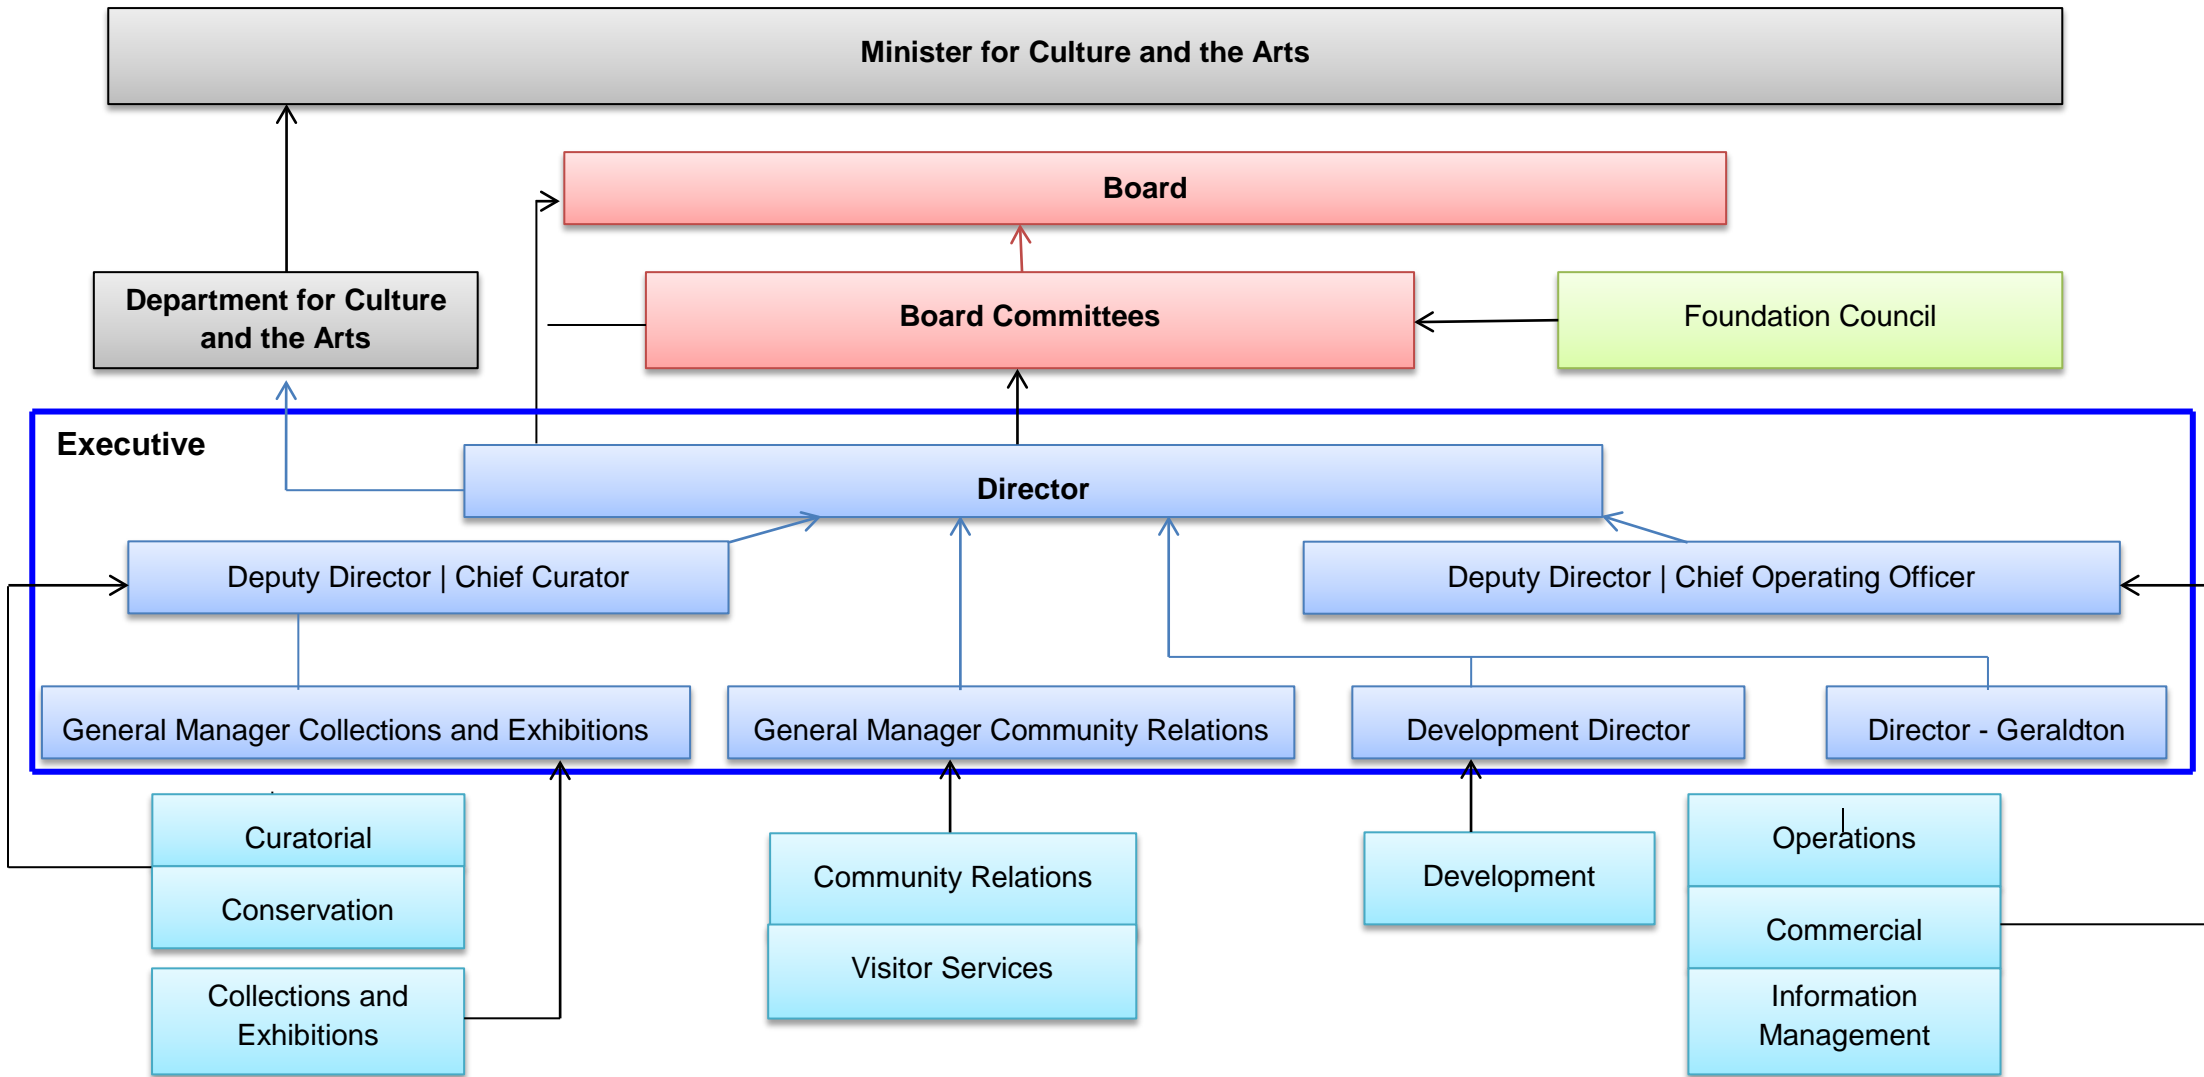 Minister for Culture and the Arts
Board
Department for Culture
and the Arts
Board Committees
Foundation Council
Executive
Director
Deputy Director | Chief Curator
Deputy Director | Chief Operating Officer
General Manager Collections and Exhibitions
General Manager Community Relations
Development Director
Director - Geraldton
Curatorial
Conservation
Collections and
Exhibitions
Community Relations
Visitor Services
Development
Operations
Commercial
Information
Management